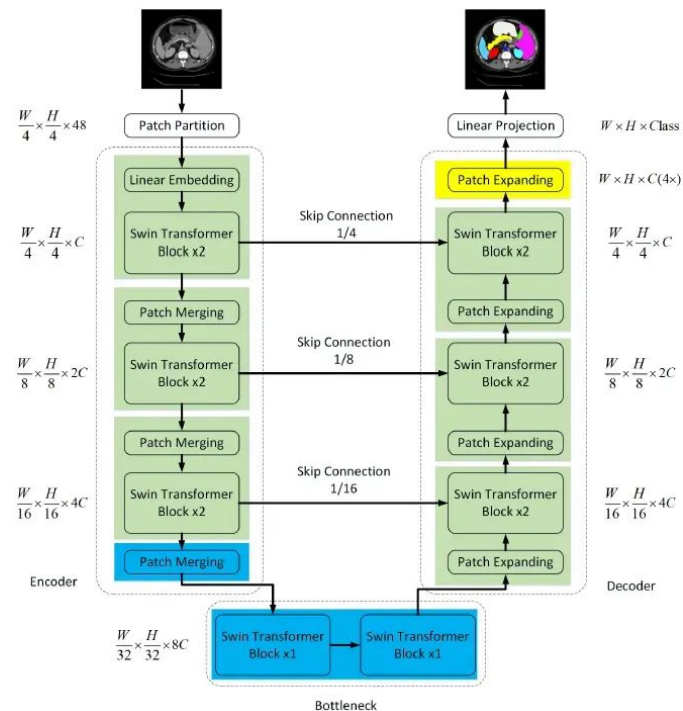 W/4 × H/4 × 48
Patch Partition
Linear Projection
W × H × Class
Linear Embedding
Patch Expanding
W × H × C(4×)
W/4 × H/4 × C
Swin Transformer
Block x2
Skip Connection
1/4
Swin Transformer
Block x2
W/4 × H/4 × C
Patch Merging
Patch Expanding
W/8 × H/8 × 2C
Swin Transformer
Block x2
Skip Connection
1/8
Swin Transformer
Block x2
W/8 × H/8 × 2C
Patch Merging
Patch Expanding
W/16 × H/16 × 4C
Swin Transformer
Block x2
Skip Connection
1/16
Swin Transformer
Block x2
W/16 × H/16 × 4C
Patch Merging
Patch Expanding
Encoder
Decoder
W/32 × H/32 × 8C
Swin Transformer
Block x1
Swin Transformer
Block x1
Bottleneck